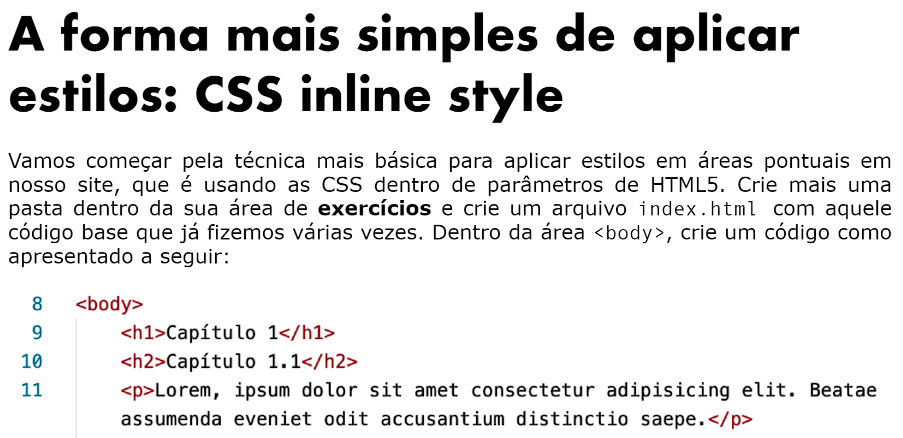 A forma mais simples de aplicar
estilos: CSS inline style
Vamos começar pela técnica mais básica para aplicar estilos em áreas pontuais em
nosso site, que é usando as CSS dentro de parâmetros de HTML5. Crie mais uma
pasta dentro da sua área de exercícios e crie um arquivo index.html com aquele
código base que já fizemos várias vezes. Dentro da área <body>, crie um código como
apresentado a seguir:
8 <body>
9 <h1>Capítulo 1</h1>
10 <h2>Capítulo 1.1</h2>
11 <p>Lorem, ipsum dolor sit amet consectetur adipisicing elit. Beatae
assumenda eveniet odit accusantium distinctio saepe.</p>